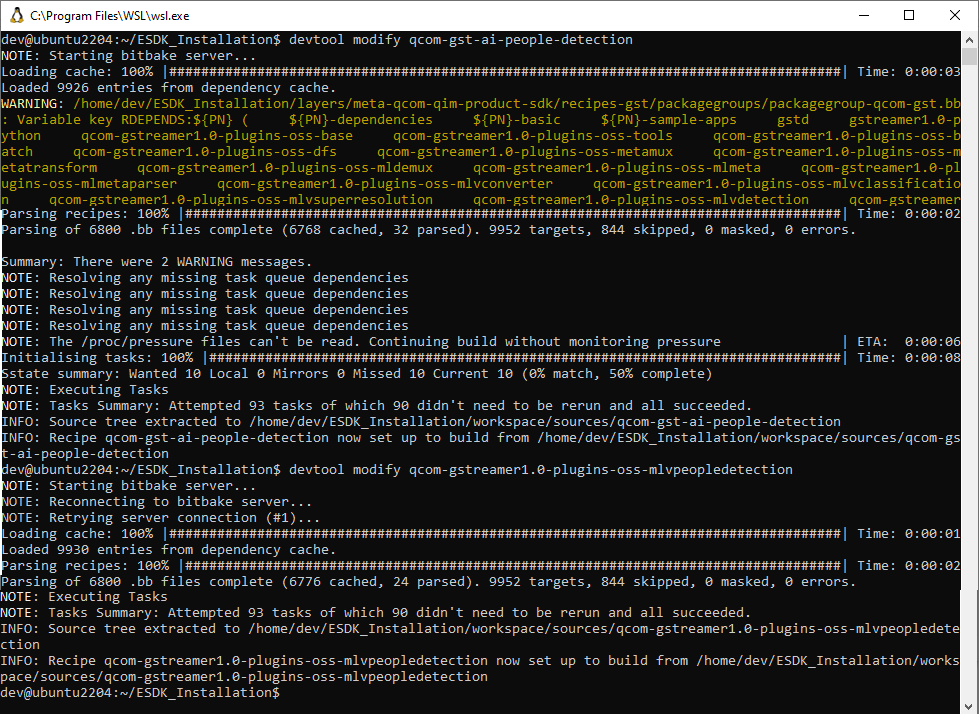 C:\Program Files\WSL\wsl.exe
dev@ubuntu2204:~/ESDK_Installation$ devtool modify qcom-gst-ai-people-detection
NOTE: Starting bitbake server...
Loading cache: 100% |####################################################################################| Time: 0:00:03
Loaded 9926 entries from dependency cache.
WARNING: /home/dev/ESDK_Installation/layers/meta-qcom-qim-product-sdk/recipes-gst/packagegroups/packagegroup-qcom-gst.bb
: Variable key RDEPENDS:${PN} (     ${PN}-dependencies     ${PN}-basic     ${PN}-sample-apps     gstd     gstreamer1.0-p
ython     qcom-gstreamer1.0-plugins-oss-base     qcom-gstreamer1.0-plugins-oss-tools     qcom-gstreamer1.0-plugins-oss-b
atch     qcom-gstreamer1.0-plugins-oss-dfs     qcom-gstreamer1.0-plugins-oss-metamux     qcom-gstreamer1.0-plugins-oss-m
etatransform     qcom-gstreamer1.0-plugins-oss-mldemux     qcom-gstreamer1.0-plugins-oss-mlmeta     qcom-gstreamer1.0-pl
ugins-oss-mlmetaparser     qcom-gstreamer1.0-plugins-oss-mlvconverter     qcom-gstreamer1.0-plugins-oss-mlvclassificatio
n     qcom-gstreamer1.0-plugins-oss-mlvsuperresolution     qcom-gstreamer1.0-plugins-oss-mlvdetection     qcom-gstreamer
Parsing recipes: 100% |##################################################################################| Time: 0:00:02
Parsing of 6800 .bb files complete (6768 cached, 32 parsed). 9952 targets, 844 skipped, 0 masked, 0 errors.
Summary: There were 2 WARNING messages.
NOTE: Resolving any missing task queue dependencies
NOTE: Resolving any missing task queue dependencies
NOTE: Resolving any missing task queue dependencies
NOTE: Resolving any missing task queue dependencies
NOTE: The /proc/pressure files can't be read. Continuing build without monitoring pressure               | ETA:  0:00:06
Initialising tasks: 100% |###############################################################################| Time: 0:00:08
Sstate summary: Wanted 10 Local 0 Mirrors 0 Missed 10 Current 10 (0% match, 50% complete)
NOTE: Executing Tasks
NOTE: Tasks Summary: Attempted 93 tasks of which 90 didn't need to be rerun and all succeeded.
INFO: Source tree extracted to /home/dev/ESDK_Installation/workspace/sources/qcom-gst-ai-people-detection
INFO: Recipe qcom-gst-ai-people-detection now set up to build from /home/dev/ESDK_Installation/workspace/sources/qcom-gs
t-ai-people-detection
dev@ubuntu2204:~/ESDK_Installation$ devtool modify qcom-gstreamer1.0-plugins-oss-mlvpeopledetection
NOTE: Starting bitbake server...
NOTE: Reconnecting to bitbake server...
NOTE: Retrying server connection (#1)...
Loading cache: 100% |####################################################################################| Time: 0:00:01
Loaded 9930 entries from dependency cache.
Parsing recipes: 100% |##################################################################################| Time: 0:00:02
Parsing of 6800 .bb files complete (6776 cached, 24 parsed). 9952 targets, 844 skipped, 0 masked, 0 errors.
NOTE: Executing Tasks
NOTE: Tasks Summary: Attempted 93 tasks of which 90 didn't need to be rerun and all succeeded.
INFO: Source tree extracted to /home/dev/ESDK_Installation/workspace/sources/qcom-gstreamer1.0-plugins-oss-mlvpeopledete
ction
INFO: Recipe qcom-gstreamer1.0-plugins-oss-mlvpeopledetection now set up to build from /home/dev/ESDK_Installation/works
pace/sources/qcom-gstreamer1.0-plugins-oss-mlvpeopledetection
dev@ubuntu2204:~/ESDK_Installation$